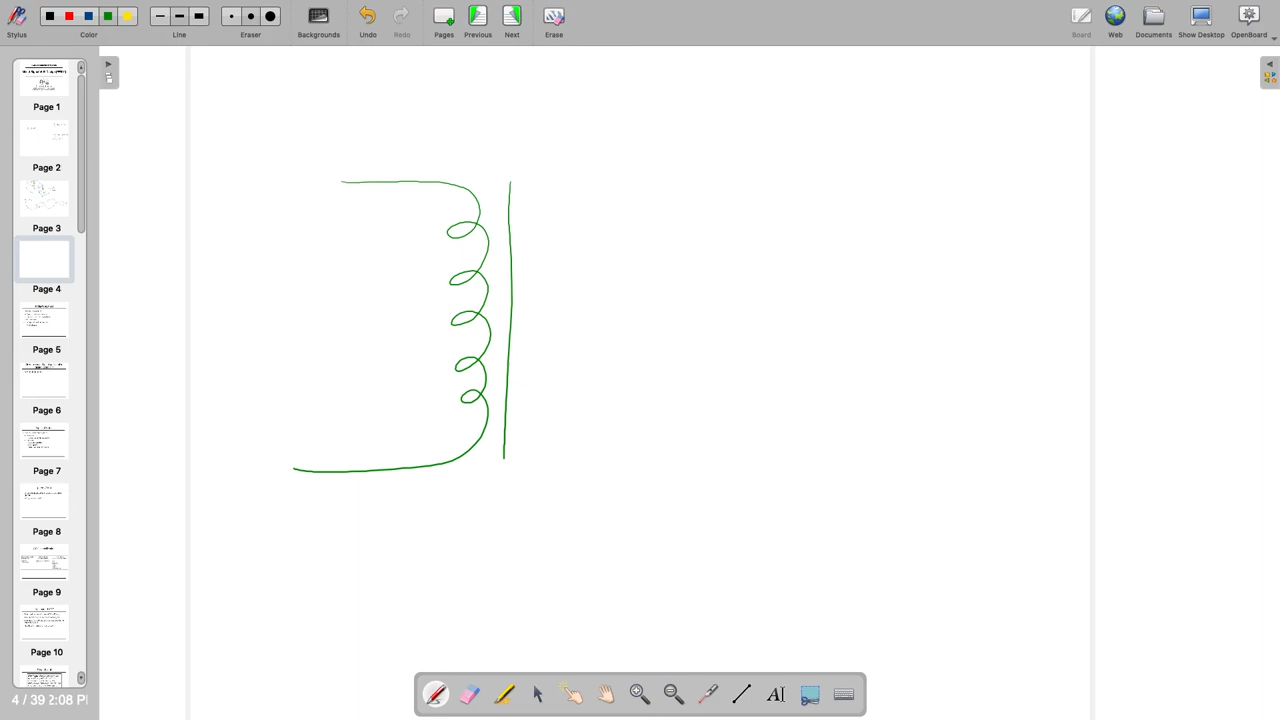 Stylus
Color
Line
Eraser
Backgrounds
Undo
Redo
Pages
Previous
Next
Erase
Board
Web
Documents
Show Desktop
OpenBoard
Page 1
Page 2
Page 3
Page 4
Page 5
Page 6
Page 7
Page 8
Page 9
Page 10
4 / 39
2:08 P